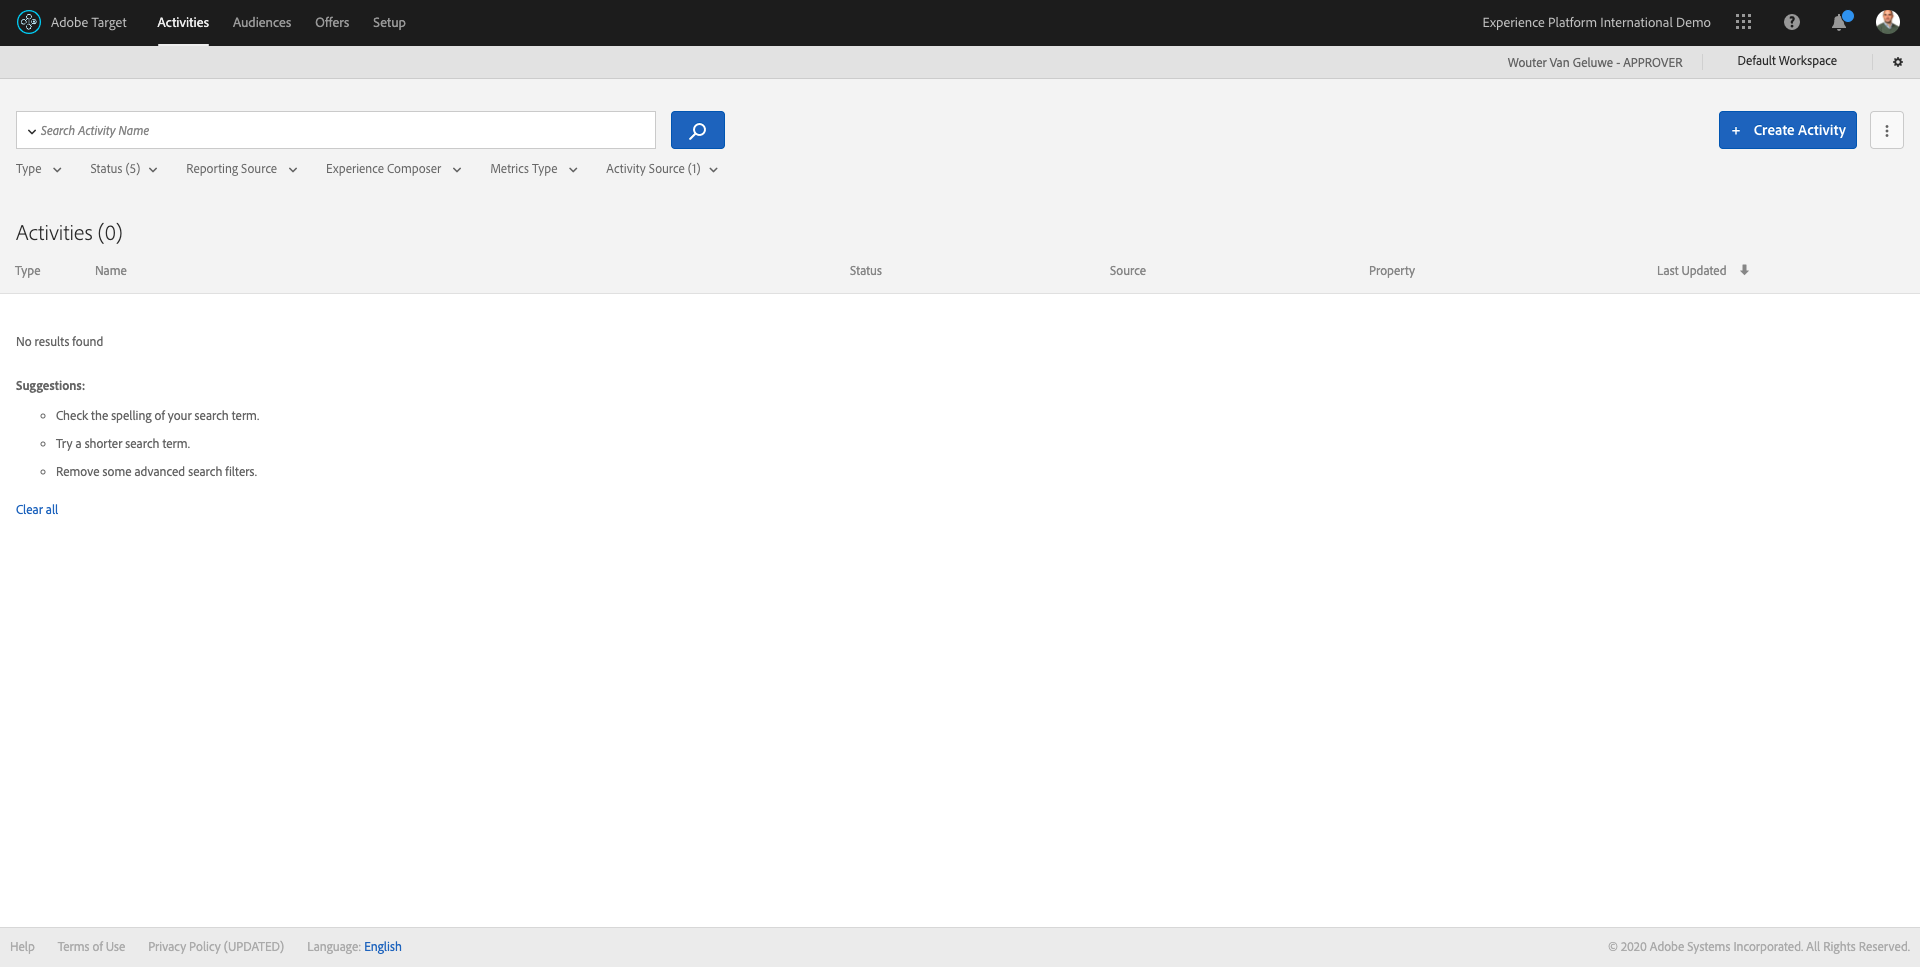 Adobe Target Activities Audiences Offers Setup Experience Platform International Demo
Wouter Van Geluwe - APPROVER Default Workspace
Search Activity Name + Create Activity
Type Status (5) Reporting Source Experience Composer Metrics Type Activity Source (1)
Activities (0)
Type Name Status Source Property Last Updated
No results found
Suggestions:
Check the spelling of your search term.
Try a shorter search term.
Remove some advanced search filters.
Clear all
Help Terms of Use Privacy Policy (UPDATED) Language: English © 2020 Adobe Systems Incorporated. All Rights Reserved.